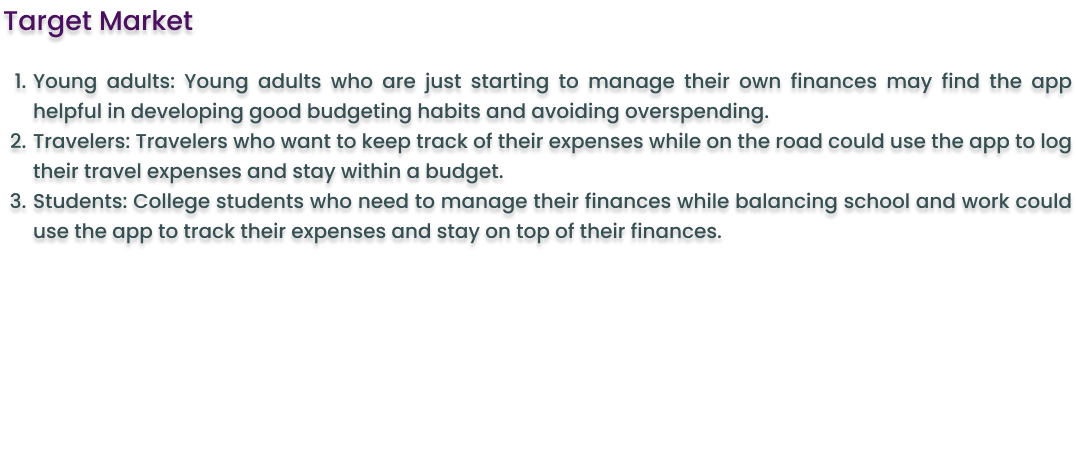 Target Market
1. Young adults: Young adults who are just starting to manage their own finances may find the app
helpful in developing good budgeting habits and avoiding overspending.
2. Travelers: Travelers who want to keep track of their expenses while on the road could use the app to log
their travel expenses and stay within a budget.
3. Students: College students who need to manage their finances while balancing school and work could
use the app to track their expenses and stay on top of their finances.